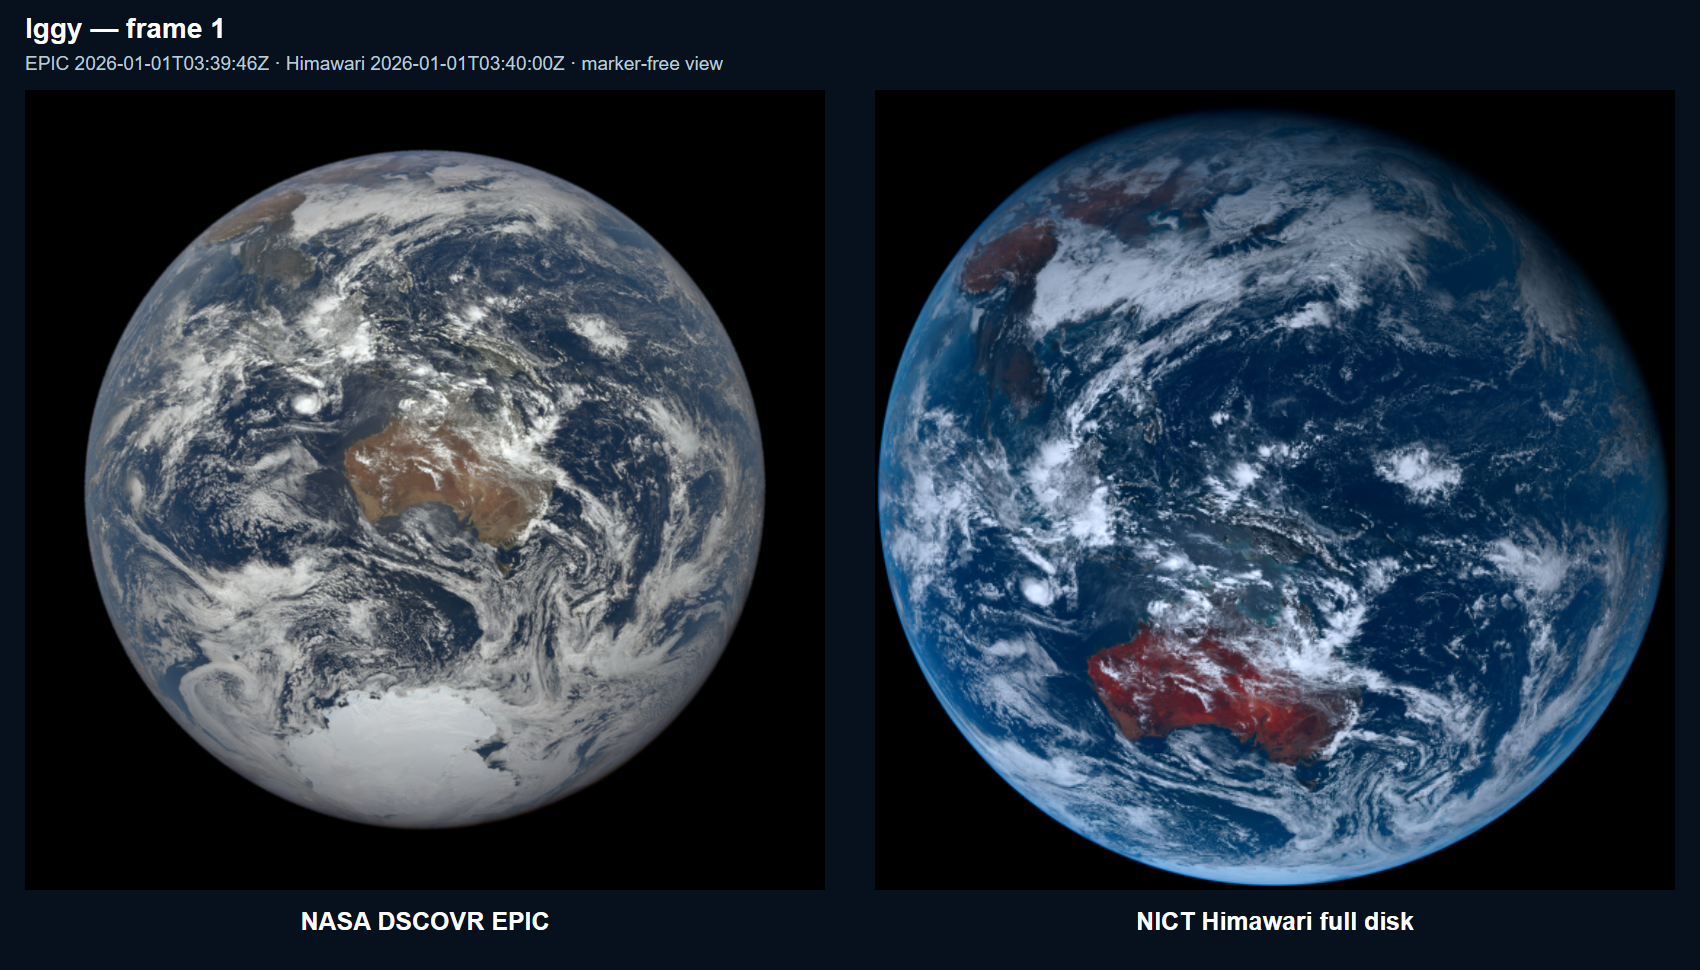 Iggy — frame 1
EPIC 2026-01-01T03:39:46Z · Himawari 2026-01-01T03:40:00Z · marker-free view
NASA DSCOVR EPIC
NICT Himawari full disk